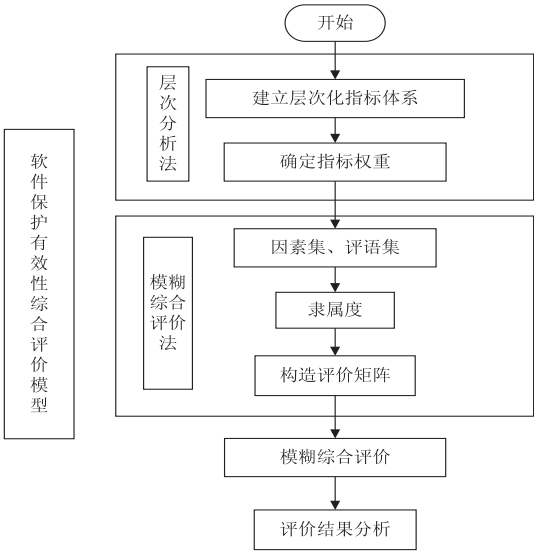 开始
层次分析法
建立层次化指标体系
确定指标权重
软件保护有效性综合评价模型
模糊
综合
评价
法
因素集、评语集
隶属度
构造评价矩阵
模糊综合评价
评价结果分析